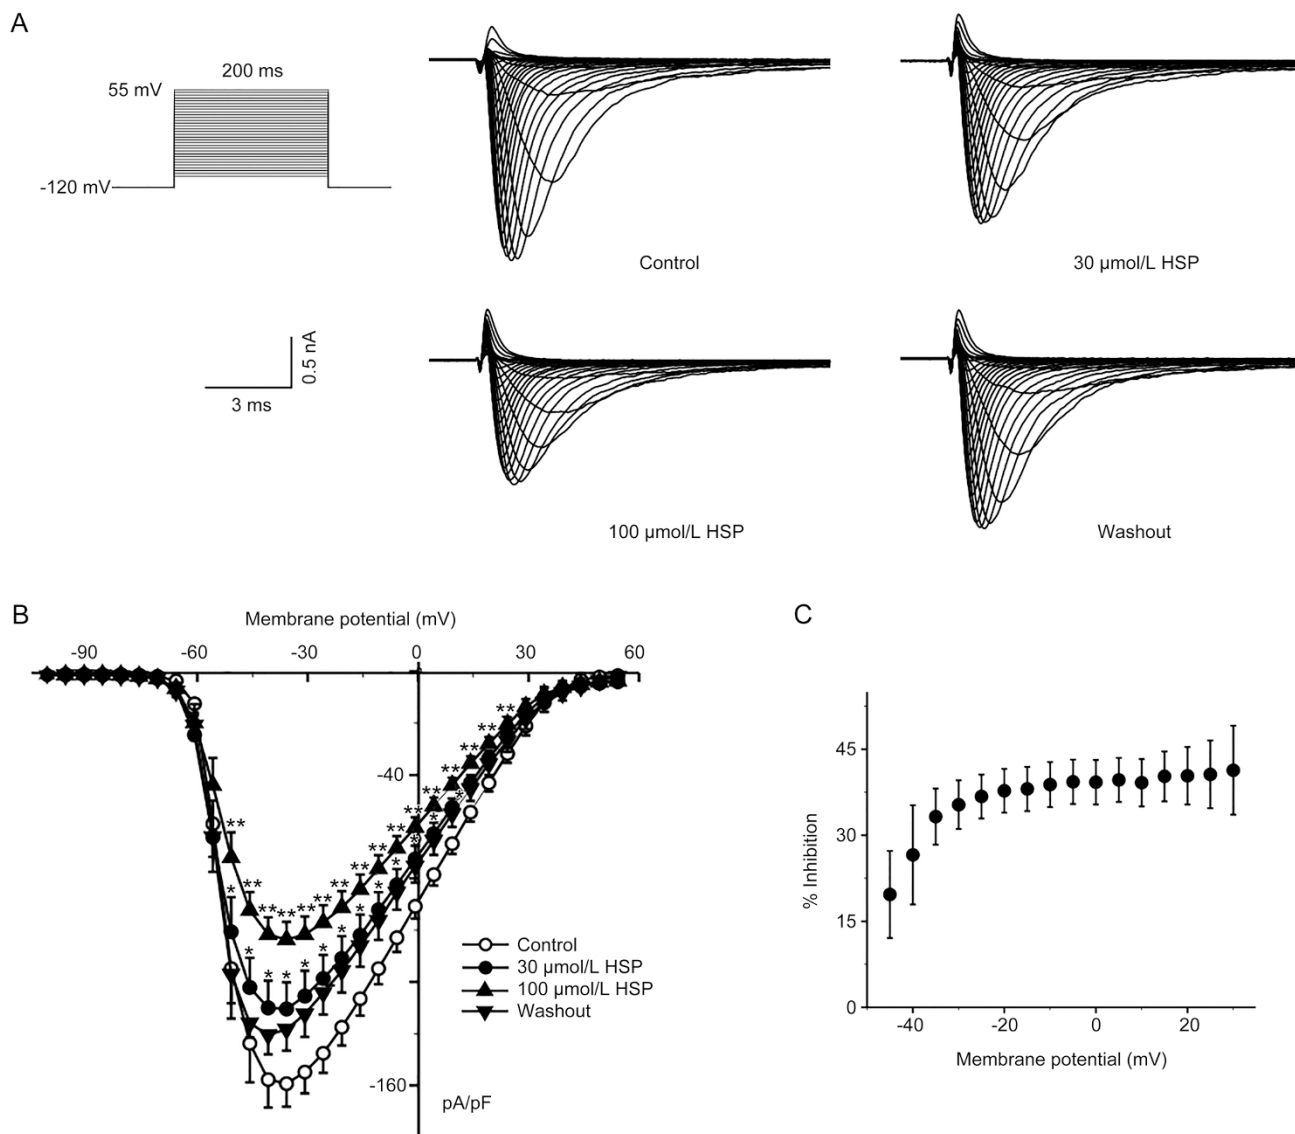 A
200 ms
55 mV
-120 mV
Control
30 µmol/L HSP
0.5 nA
3 ms
100 µmol/L HSP
Washout
B
Membrane potential (mV)
-90 -60 -30 0 30 60
-40
-160
pA/pF
** ** ** ** ** ** ** ** ** ** ** ** ** ** ** **
* * * * * * * * * * * * *
Control
30 µmol/L HSP
100 µmol/L HSP
Washout
C
% Inhibition
45
30
15
0
-40 -20 0 20
Membrane potential (mV)